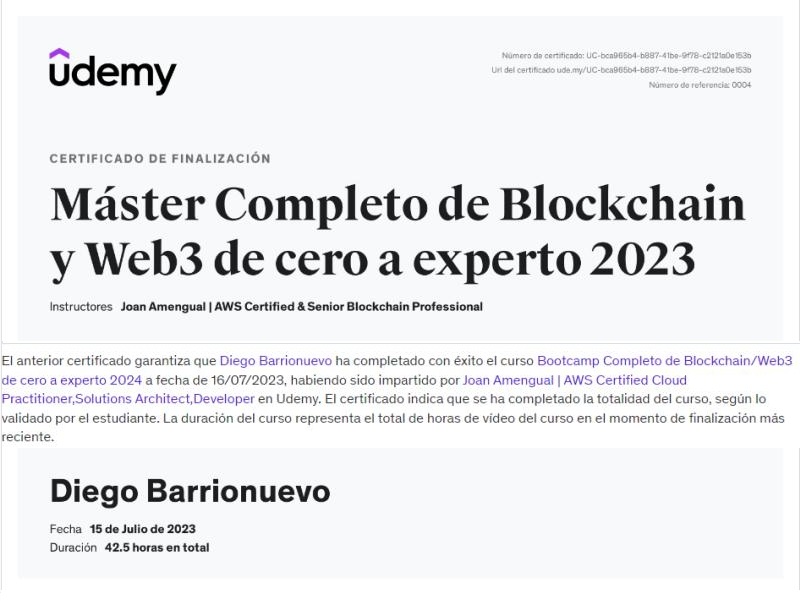 ûdemy
Número de certificado: UC-bca965b4-b887-41be-9f78-c2121a0e153b
Url del certificado ude.my/UC-bca965b4-b887-41be-9f78-c2121a0e153b
Número de referencia: 0004
CERTIFICADO DE FINALIZACIÓN
Máster Completo de Blockchain
y Web3 de cero a experto 2023
Instructores Joan Amengual | AWS Certified & Senior Blockchain Professional
El anterior certificado garantiza que Diego Barrionuevo ha completado con éxito el curso Bootcamp Completo de Blockchain/Web3
de cero a experto 2024 a fecha de 16/07/2023, habiendo sido impartido por Joan Amengual | AWS Certified Cloud
Practitioner,Solutions Architect,Developer en Udemy. El certificado indica que se ha completado la totalidad del curso, según lo
validado por el estudiante. La duración del curso representa el total de horas de vídeo del curso en el momento de finalización más
reciente.
Diego Barrionuevo
Fecha 15 de Julio de 2023
Duración 42.5 horas en total